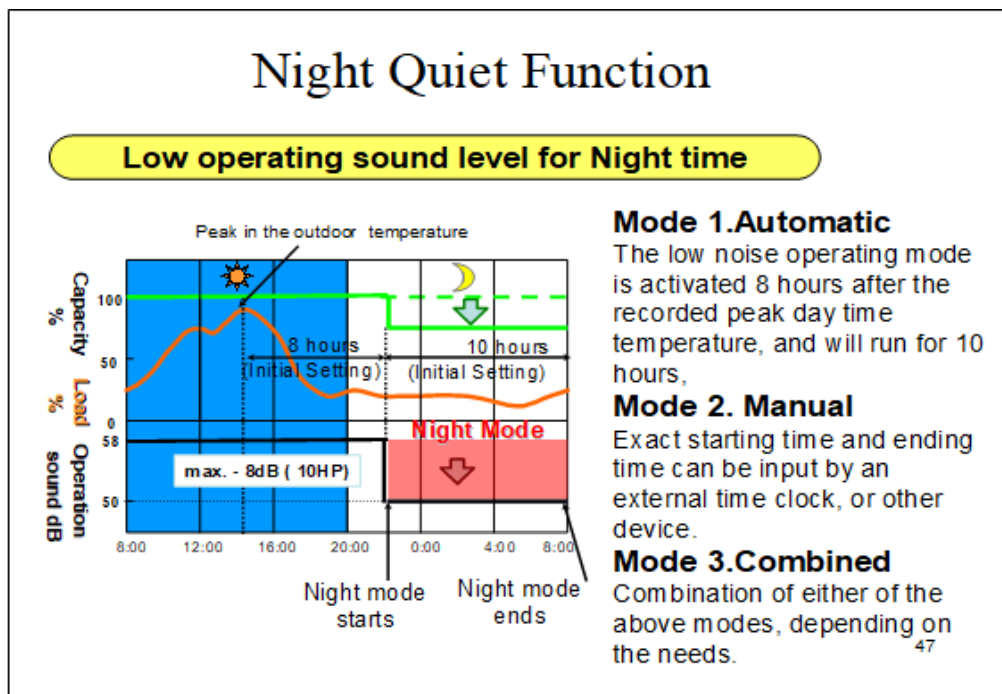 Night Quiet Function
Low operating sound level for Night time
Peak in the outdoor temperature
Capacity
%
Load
%
100
50
0
8 hours
(Initial Setting)
10 hours
(Initial Setting)
Night Mode
Operation
sound dB
58
50
max. - 8dB ( 10HP)
8:00 12:00 16:00 20:00 0:00 4:00 8:00
Night mode
starts
Night mode
ends
Mode 1.Automatic
The low noise operating mode
is activated 8 hours after the
recorded peak day time
temperature, and will run for 10
hours,
Mode 2. Manual
Exact starting time and ending
time can be input by an
external time clock, or other
device.
Mode 3.Combined
Combination of either of the
above modes, depending on
the needs.
47